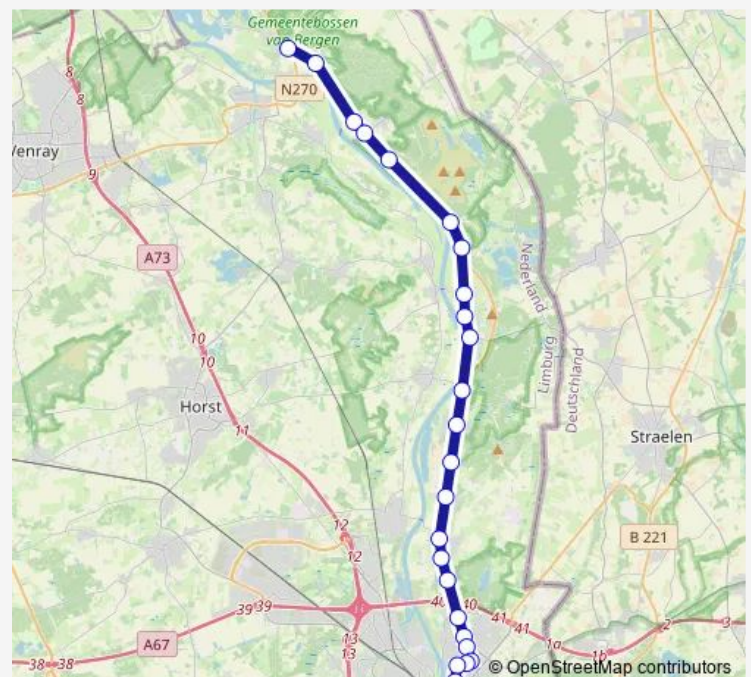 Gemeentebossen
van Bergen
8
8
N270
/enray
9
A73
Nederland
10
10
Limburg
Deutschland
Horst
11
Straelen
12
B 221
12
40
40
39
39
41
41
13
2
3
A67
13
1a
1b
38
38
© OpenStreetMap contributors